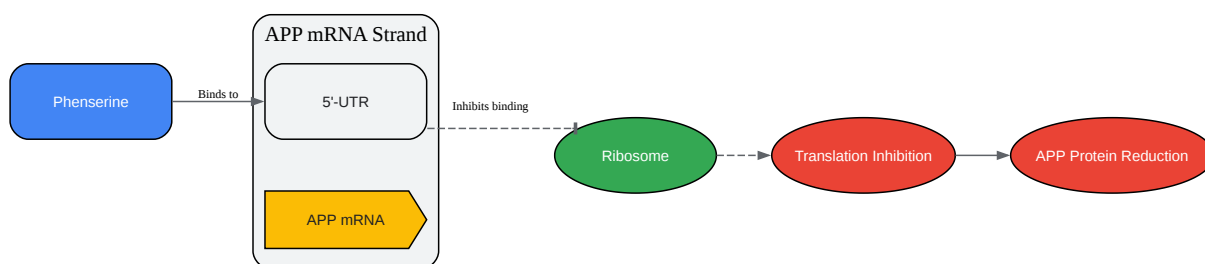 APP mRNA Strand
Phenserine
Binds to
5'-UTR
Inhibits binding
Ribosome
Translation Inhibition
APP Protein Reduction
APP mRNA